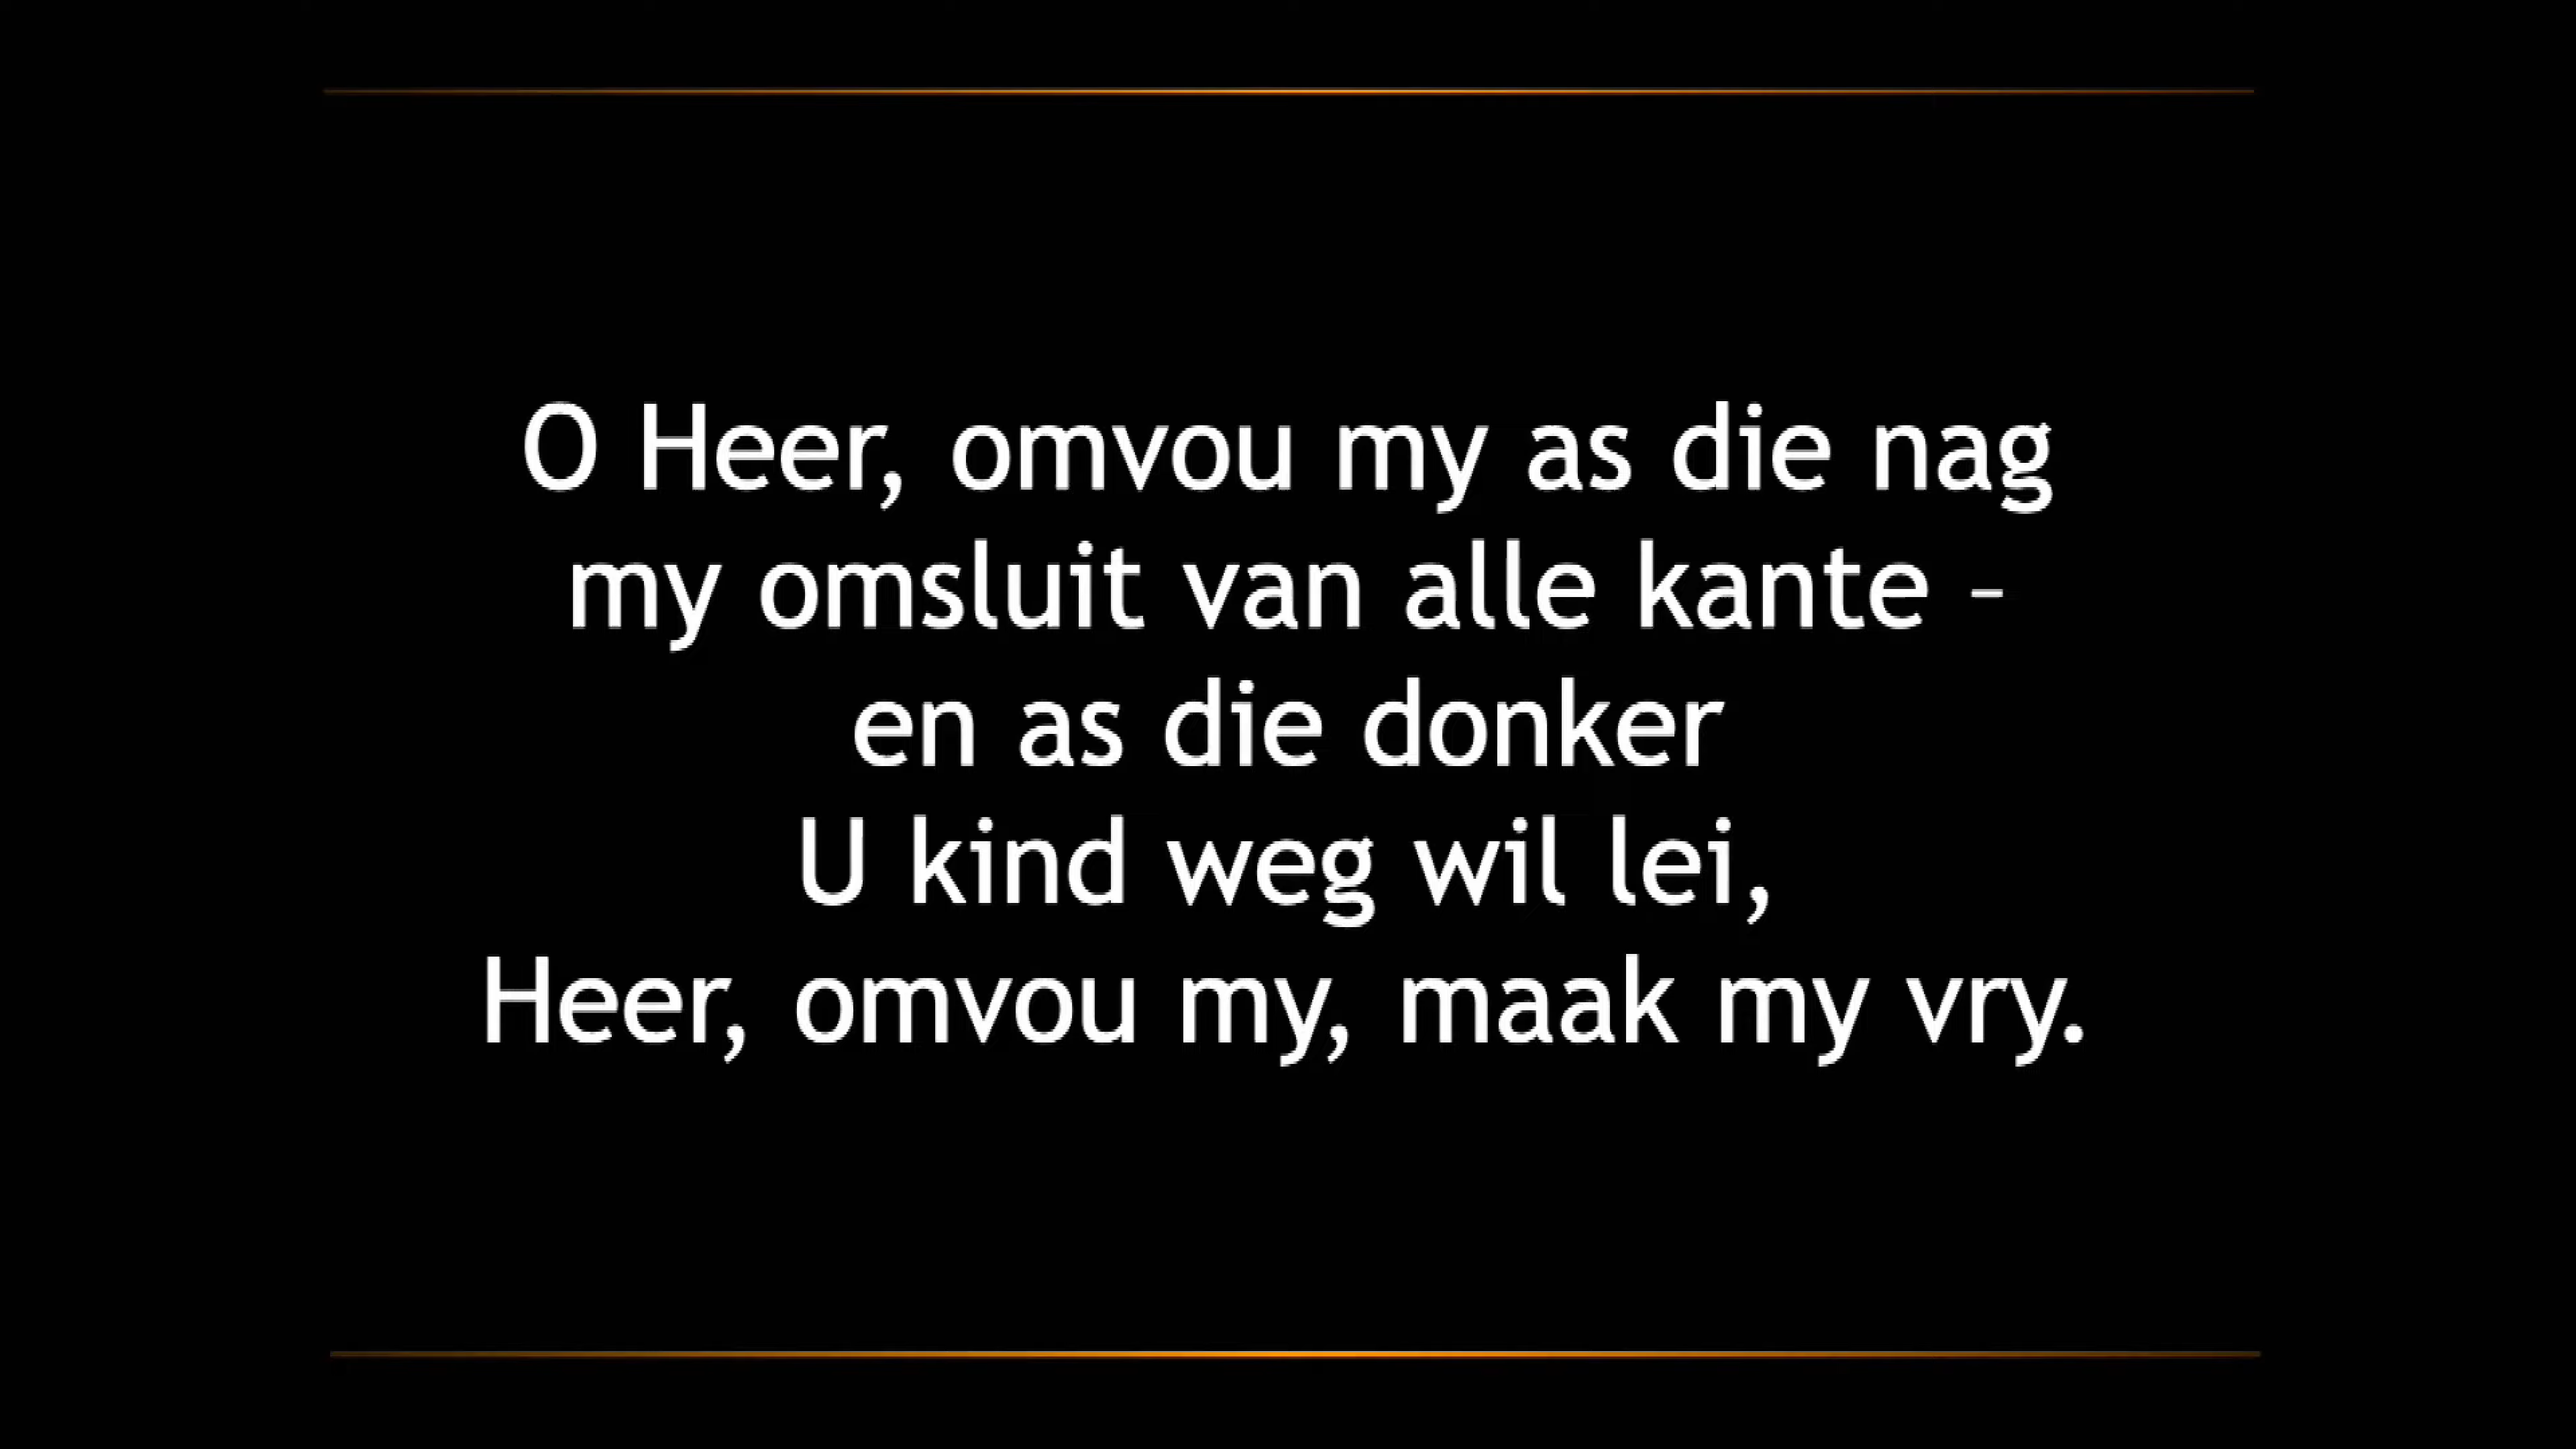 O Heer, omvou my as die nag
my omsluit van alle kante –
en as die donker
U kind weg wil lei,
Heer, omvou my, maak my vry.